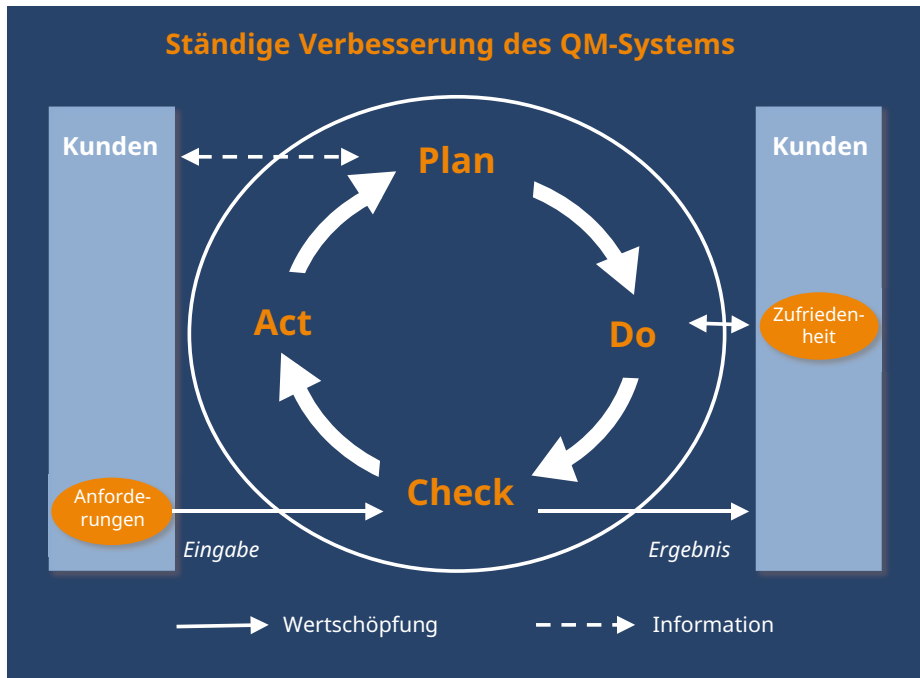 Ständige Verbesserung des QM-Systems
Kunden
Kunden
Plan
Act
Do
Zufrieden-
heit
Check
Anforde-
rungen
Eingabe
Ergebnis
Wertschöpfung
Information